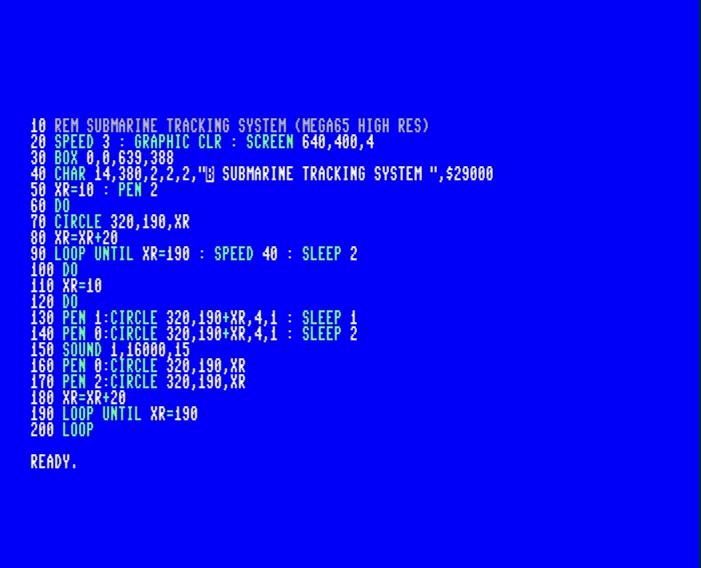 10 REM SUBMARINE TRACKING SYSTEM (MEGA65 HIGH RES)
20 SPEED 3 : GRAPHIC CLR : SCREEN 640,400,4
30 BOX 0,0,639,388
40 CHAR 14,380,2,2,2," SUBMARINE TRACKING SYSTEM ",$29000
50 XR=10 : PEN 2
60 DO
70 CIRCLE 320,190,XR
80 XR=XR+20
90 LOOP UNTIL XR=190 : SPEED 40 : SLEEP 2
100 DO
110 XR=10
120 DO
130 PEN 1:CIRCLE 320,190+XR,4,1 : SLEEP 1
140 PEN 0:CIRCLE 320,190+XR,4,1 : SLEEP 2
150 SOUND 1,16000,15
160 PEN 0:CIRCLE 320,190,XR
170 PEN 2:CIRCLE 320,190,XR
180 XR=XR+20
190 LOOP UNTIL XR=190
200 LOOP
READY.